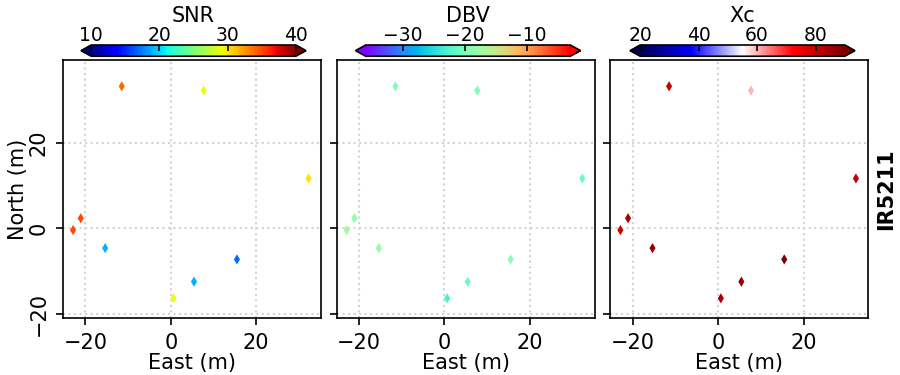 SNR DBV Xc
10 20 30 40 −30 −20 −10 20 40 60 80
North (m)
20
0
−20
IR5211
−20 0 20 −20 0 20 −20 0 20
East (m) East (m) East (m)